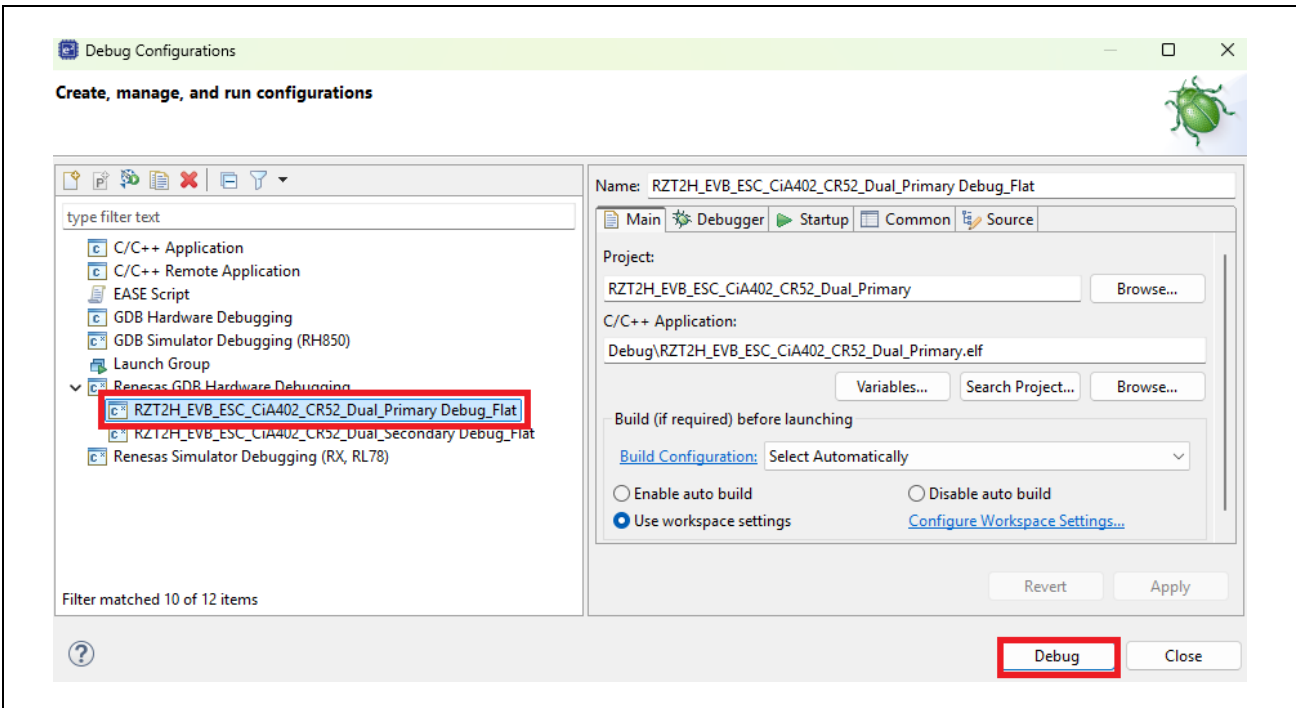 Debug Configurations
Create, manage, and run configurations
type filter text
C/C++ Application
C/C++ Remote Application
EASE Script
GDB Hardware Debugging
GDB Simulator Debugging (RH850)
Launch Group
Renesas GDB Hardware Debugging
RZT2H_EVB_ESC_CiA402_CR52_Dual_Primary Debug_Flat
RZT2H_EVB_ESC_CiA402_CR52_Dual_Secondary Debug_Flat
Renesas Simulator Debugging (RX, RL78)
Filter matched 10 of 12 items
Name: RZT2H_EVB_ESC_CiA402_CR52_Dual_Primary Debug_Flat
Main Debugger Startup Common Source
Project:
RZT2H_EVB_ESC_CiA402_CR52_Dual_Primary Browse...
C/C++ Application:
Debug\RZT2H_EVB_ESC_CiA402_CR52_Dual_Primary.elf
Variables... Search Project... Browse...
Build (if required) before launching
Build Configuration: Select Automatically
Enable auto build Disable auto build
Use workspace settings Configure Workspace Settings...
Revert Apply
? Debug Close